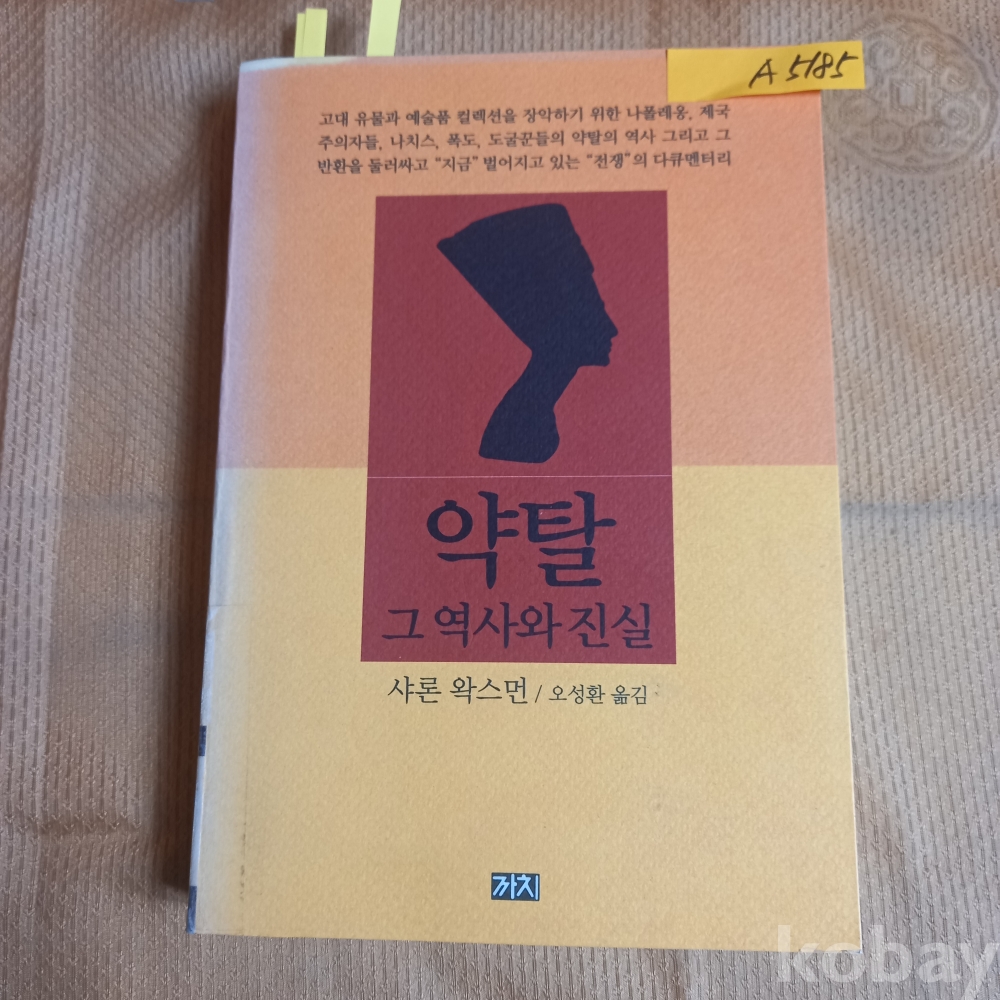 A5185
고대 유물과 예술품 컬렉션을 장악하기 위한 나폴레옹, 제국
주의자들, 나치스, 폭도, 도굴꾼들의 약탈의 역사 그리고 그
반환을 둘러싸고 “지금” 벌어지고 있는 “전쟁”의 다큐멘터리
약탈
그 역사와 진실
샤론 왁스먼 / 오성환 옮김
까치
kobay